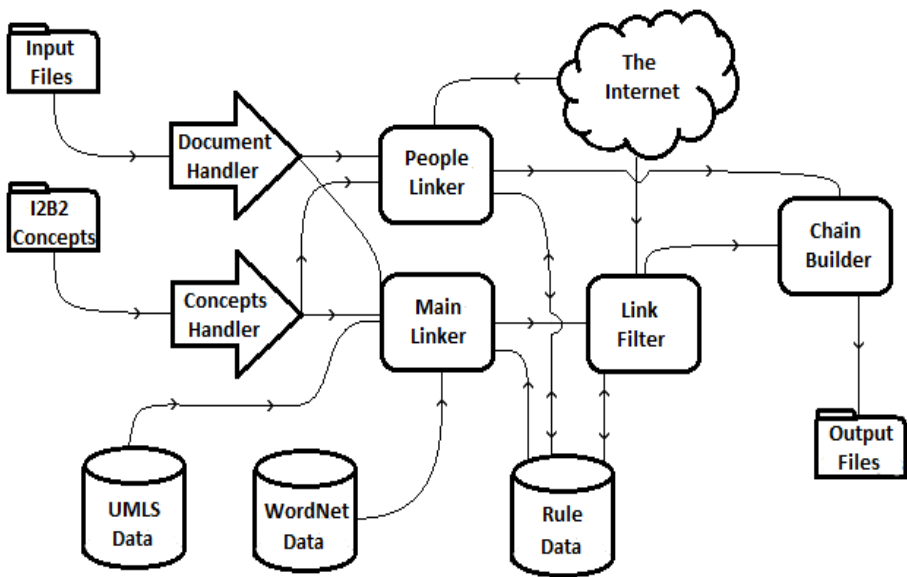 Input
Files
The
Internet
Document
Handler
People
Linker
I2B2
Concepts
Chain
Builder
Concepts
Handler
Main
Linker
Link
Filter
Output
Files
UMLS
Data
WordNet
Data
Rule
Data